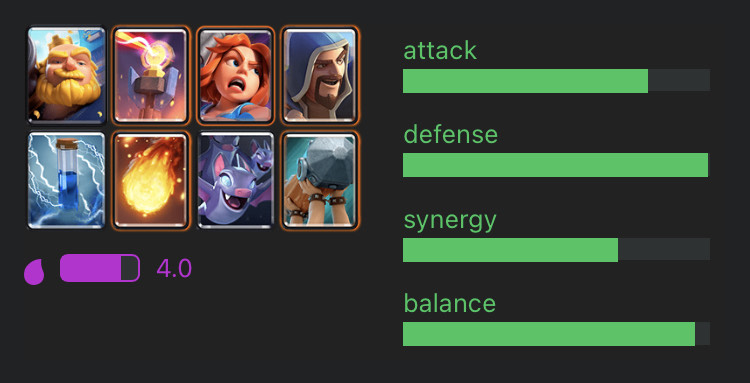 attack
defense
synergy
4.0
balance